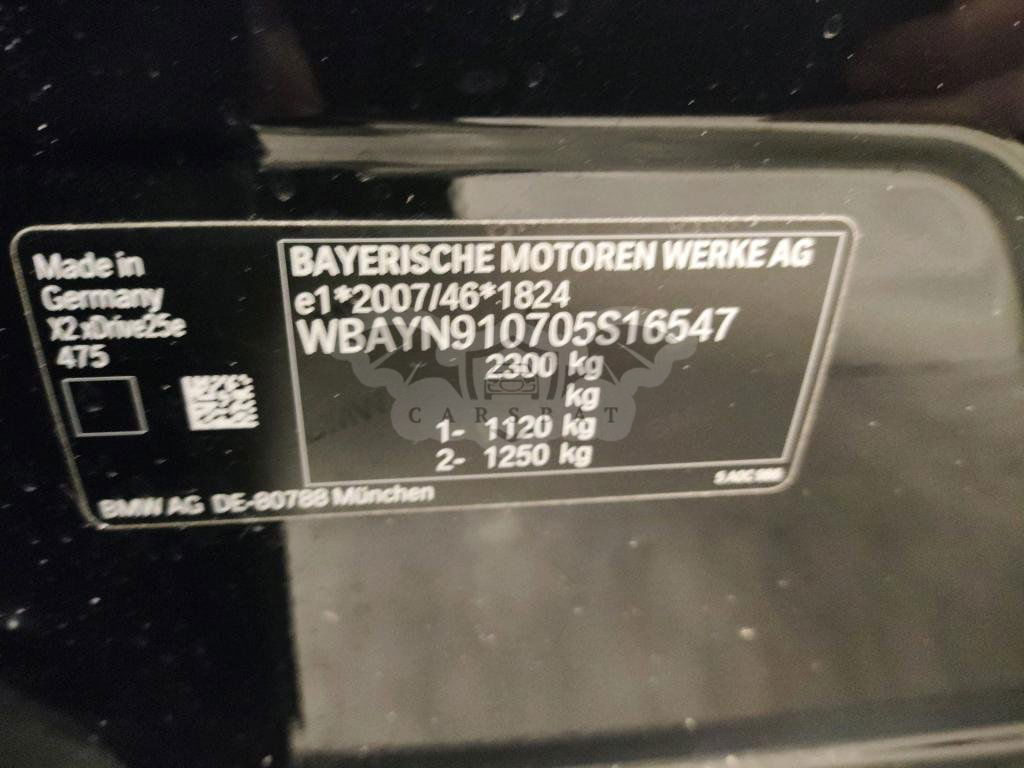 Made in
Germany
X2 xDrive25e
475
BAYERISCHE MOTOREN WERKE AG
e1*2007/46*1824
WBAYN910705S16547
2300 kg
kg
1- 1120 kg
2- 1250 kg
BMW AG DE-80788 München
CARSPAT